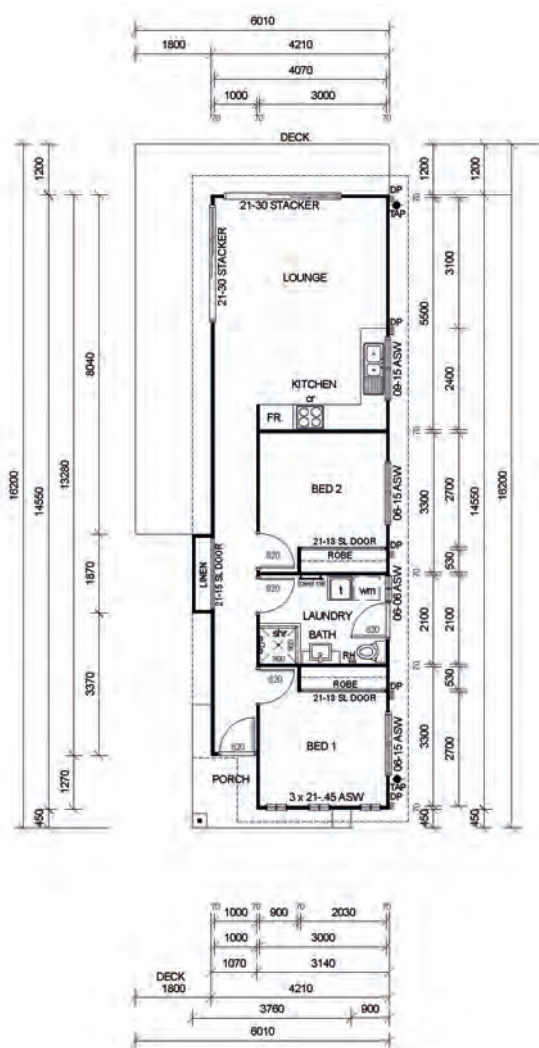 6010
1800 4210
4070
1000 3000
70 70 70
DECK
1200 1200 1200
DP
TAP
21-30 STACKER
21-30 STACKER
LOUNGE
70
3100
5500
8040
DP
KITCHEN
or
FR.
09-15 ASW
2400
16200 14550 13280
14550 16200
70
BED 2
06-15 ASW
3300 2700
21-13 SL DOOR
DP
ROBE
530
820
70
LINEN
21-15 SL DOOR
1870
820
t wm
06-06 ASW
LAUNDRY
BATH
820
2100 2100
shr
900
RH
70
ROBE
530
DP
820
21-13 SL DOOR
3370
BED 1
06-15 ASW
3300 2700
820
PORCH
TAP
DP
3 x 21-.45 ASW
1270
70
450 450 450
70 70 70 70
1000 900 2030
1000 3000
1070 3140
DECK
1800 4210
3760 900
6010